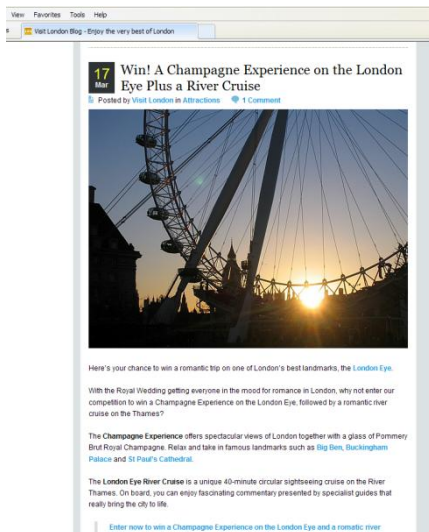 View Favorites Tools Help
Visit London Blog - Enjoy the very best of London
17
Mar
Win! A Champagne Experience on the London
Eye Plus a River Cruise
Posted by Visit London in Attractions 1 Comment
Here's your chance to win a romantic trip on one of London's best landmarks, the London Eye.
With the Royal Wedding getting everyone in the mood for romance in London, why not enter our
competition to win a Champagne Experience on the London Eye, followed by a romantic river
cruise on the Thames?
The Champagne Experience offers spectacular views of London together with a glass of Pommery
Brut Royal Champagne. Relax and take in famous landmarks such as Big Ben, Buckingham
Palace and St Paul's Cathedral.
The London Eye River Cruise is a unique 40-minute circular sightseeing cruise on the River
Thames. On board, you can enjoy fascinating commentary presented by specialist guides that
really bring the city to life.
Enter now to win a Champagne Experience on the London Eye and a romatic river